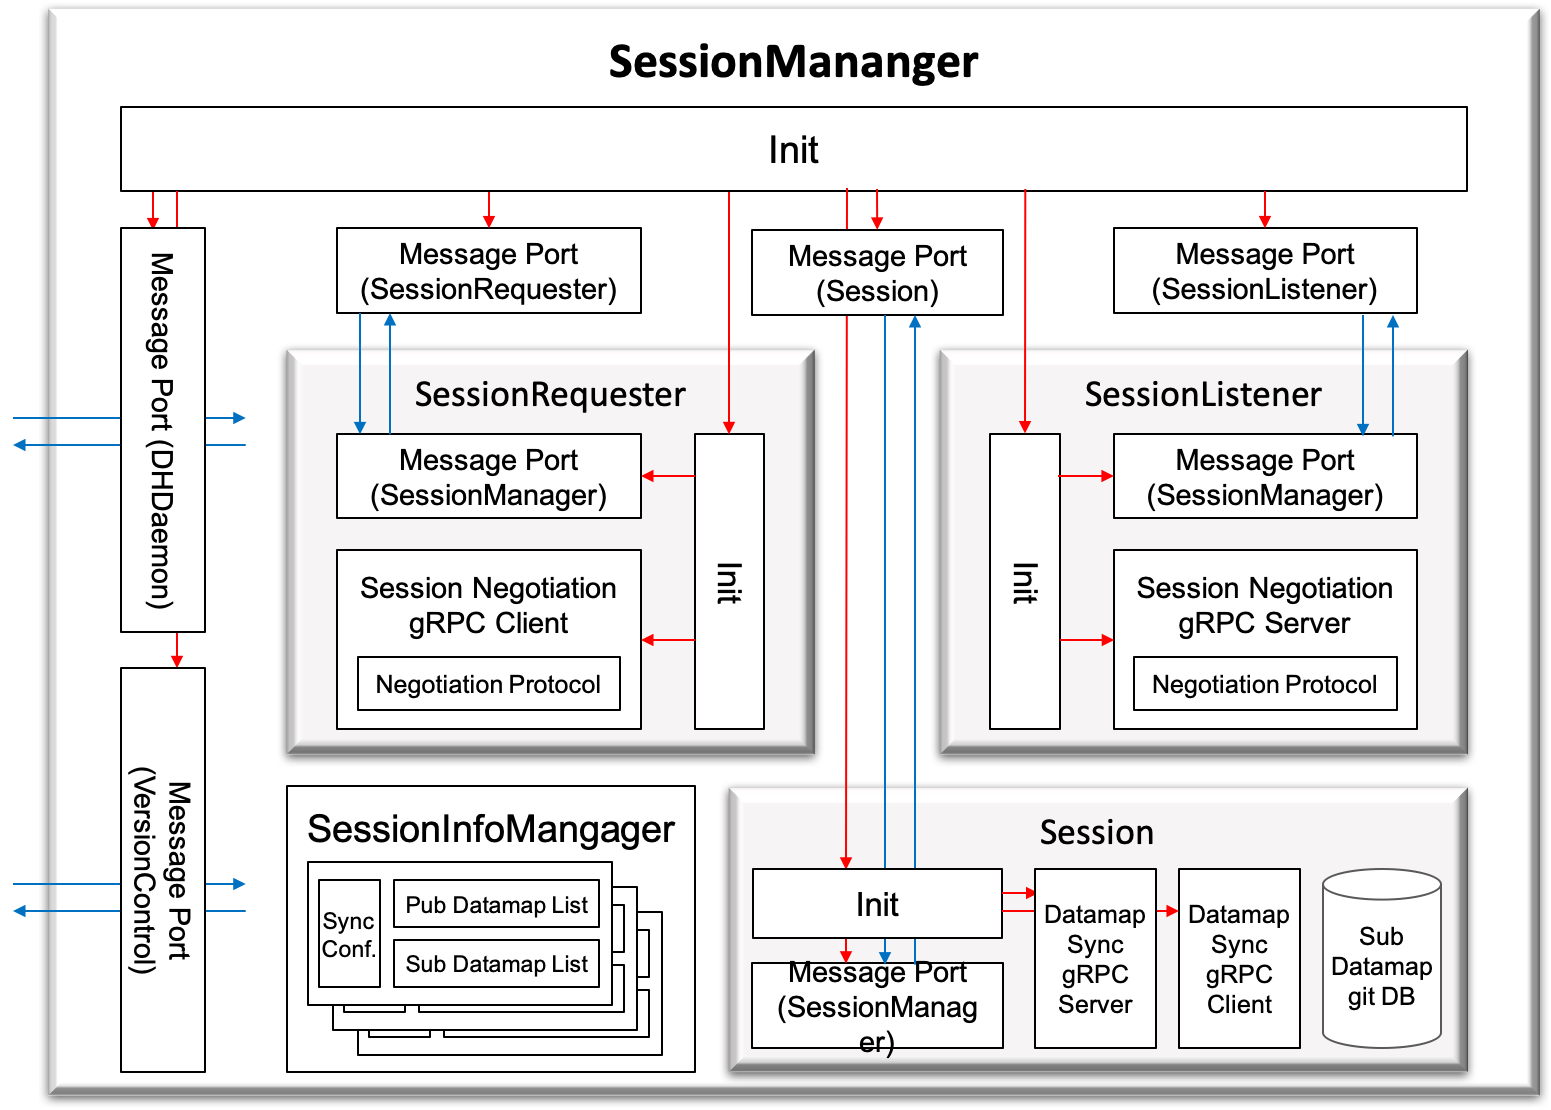 SessionMananger
Init
Message Port (DHDaemon)
Message Port
(SessionRequester)
Message Port
(Session)
Message Port
(SessionListener)
SessionRequester
Message Port
(SessionManager)
Init
Session Negotiation
gRPC Client
Negotiation Protocol
SessionListener
Init
Message Port
(SessionManager)
Session Negotiation
gRPC Server
Negotiation Protocol
Message Port
(VersionControl)
SessionInfoMangager
Sync
Conf.
Pub Datamap List
Sub Datamap List
Session
Init
Message Port
(SessionManag
er)
Datamap
Sync
gRPC
Server
Datamap
Sync
gRPC
Client
Sub
Datamap
git DB